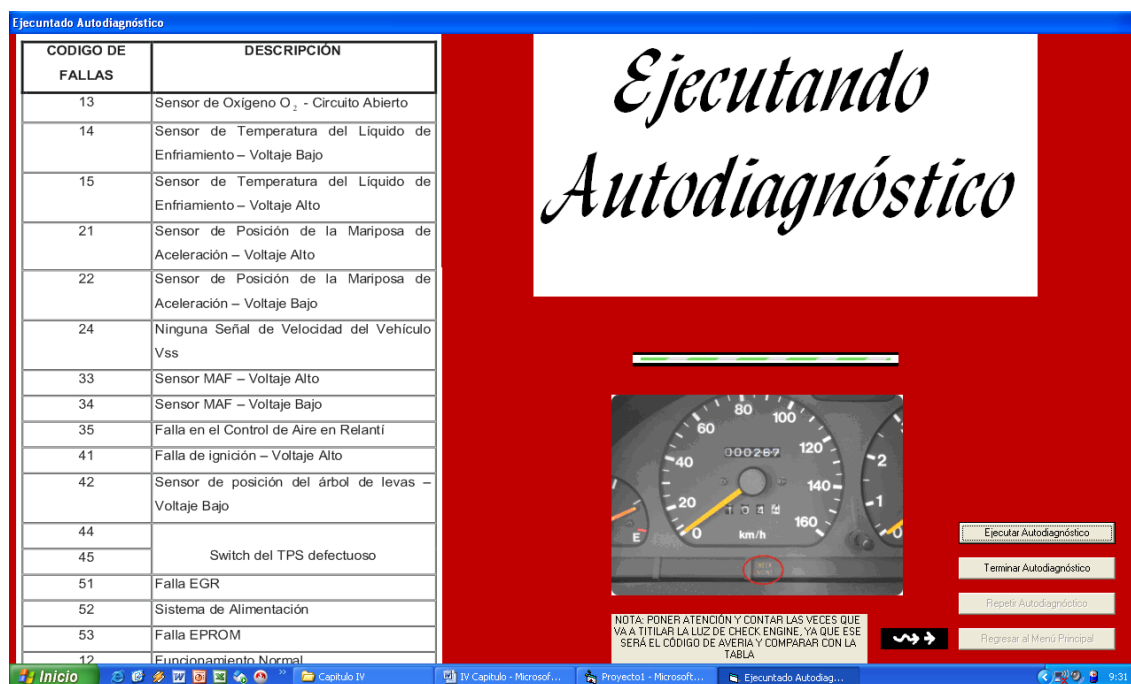 Ejecuntado Autodiagnóstico
CODIGO DE FALLAS
DESCRIPCIÓN
13
Sensor de Oxígeno O2 - Circuito Abierto
14
Sensor de Temperatura del Líquido de
Enfriamiento – Voltaje Bajo
15
Sensor de Temperatura del Líquido de
Enfriamiento – Voltaje Alto
21
Sensor de Posición de la Mariposa de
Aceleración – Voltaje Alto
22
Sensor de Posición de la Mariposa de
Aceleración – Voltaje Bajo
24
Ninguna Señal de Velocidad del Vehículo
Vss
33
Sensor MAF – Voltaje Alto
34
Sensor MAF – Voltaje Bajo
35
Falla en el Control de Aire en Relantí
41
Falla de ignición – Voltaje Alto
42
Sensor de posición del árbol de levas –
Voltaje Bajo
44
45
Switch del TPS defectuoso
51
Falla EGR
52
Sistema de Alimentación
53
Falla EPROM
12
Funcionamiento Normal
Ejecutando
Autodiagnóstico
0 20 40 60 80 100 120 140 160
000267
km/h
E
0 1 2
CHECK
NOTA: PONER ATENCIÓN Y CONTAR LAS VECES QUE
VA A TITILAR LA LUZ DE CHECK ENGINE, YA QUE ESE
SERÁ EL CÓDIGO DE AVERIA Y COMPARAR CON LA
TABLA
Ejecutar Autodiagnóstico
Terminar Autodiagnóstico
Repetir Autodiagnóctico
Regresar al Menú Principal
Inicio
Capitulo IV
IV Capitulo - Microsof...
Proyecto1 - Microsoft...
Ejecuntado Autodiag...
9:31